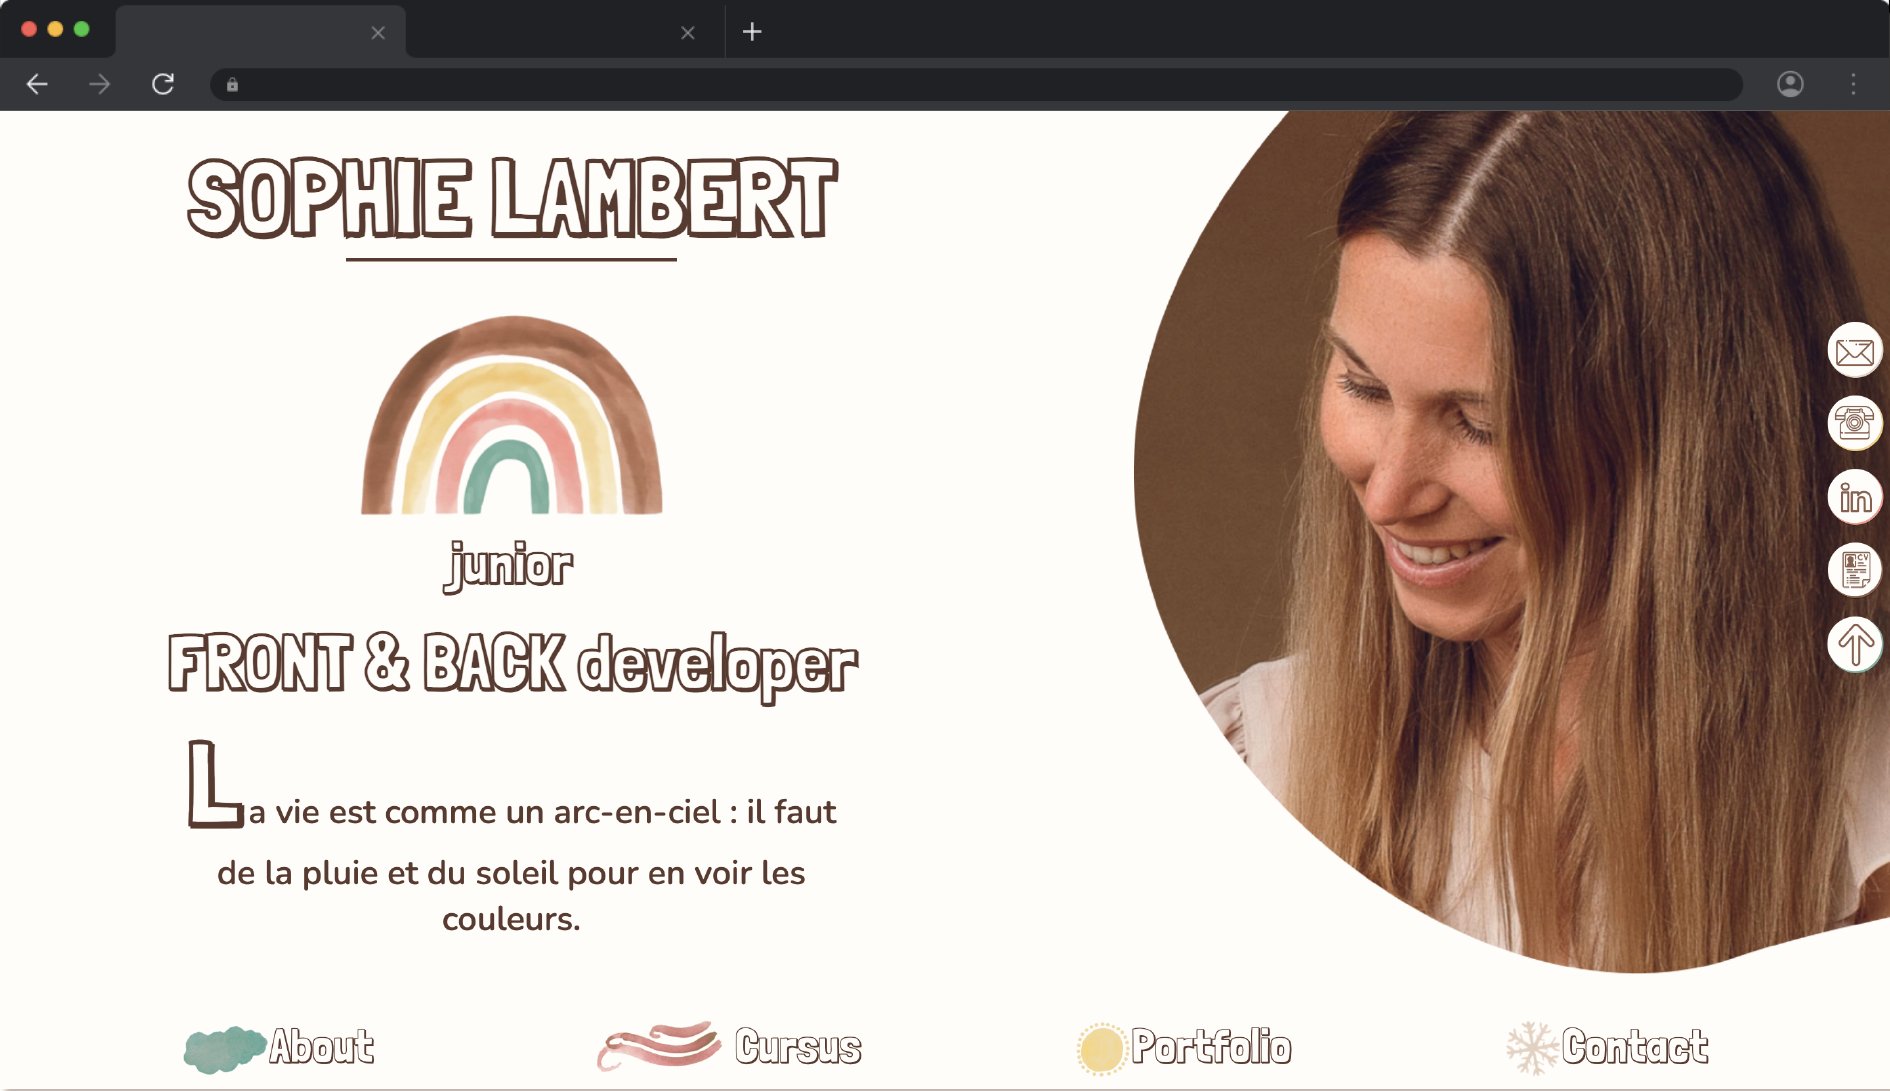 SOPHIE LAMBERT
junior
FRONT & BACK developer
La vie est comme un arc-en-ciel : il faut
de la pluie et du soleil pour en voir les
couleurs.
in
CV
About
Cursus
Portfolio
Contact